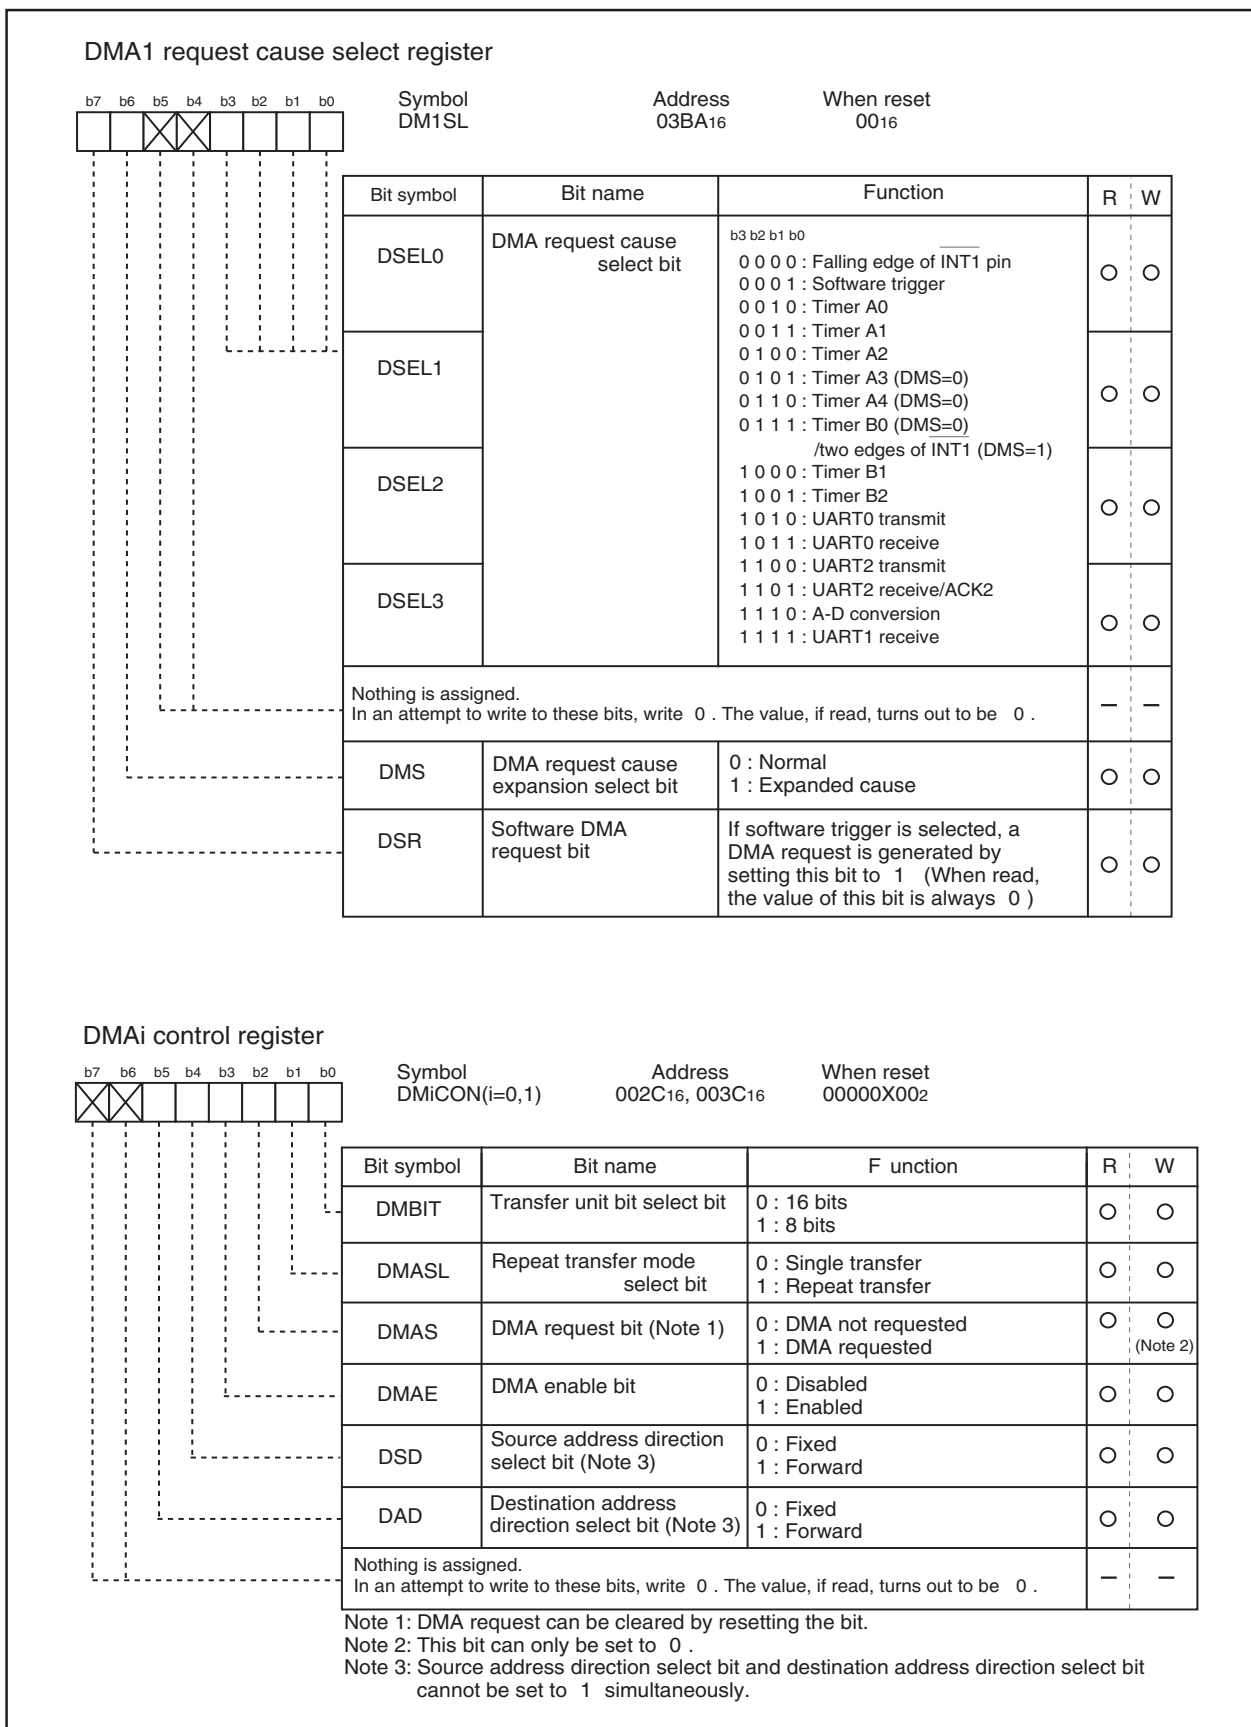 DMA1 request cause select register
b7 b6 b5 b4 b3 b2 b1 b0
Symbol Address When reset
DM1SL 03BA16 0016
Bit symbol Bit name Function R W
DSEL0 DMA request cause select bit
b3 b2 b1 b0
0 0 0 0 : Falling edge of INT1 pin
0 0 0 1 : Software trigger
0 0 1 0 : Timer A0
0 0 1 1 : Timer A1
DSEL1
0 1 0 0 : Timer A2
0 1 0 1 : Timer A3 (DMS=0)
0 1 1 0 : Timer A4 (DMS=0)
0 1 1 1 : Timer B0 (DMS=0)
/two edges of INT1 (DMS=1)
DSEL2
1 0 0 0 : Timer B1
1 0 0 1 : Timer B2
1 0 1 0 : UART0 transmit
1 0 1 1 : UART0 receive
1 1 0 0 : UART2 transmit
DSEL3
1 1 0 1 : UART2 receive/ACK2
1 1 1 0 : A-D conversion
1 1 1 1 : UART1 receive
Nothing is assigned.
In an attempt to write to these bits, write 0 . The value, if read, turns out to be 0 .
DMS
DMA request cause
expansion select bit
0 : Normal
1 : Expanded cause
DSR
Software DMA
request bit
If software trigger is selected, a
DMA request is generated by
setting this bit to 1 (When read,
the value of this bit is always 0 )
DMAi control register
b7 b6 b5 b4 b3 b2 b1 b0
Symbol Address When reset
DMiCON(i=0,1) 002C16, 003C16 00000X002
Bit symbol Bit name F unction R W
DMBIT
Transfer unit bit select bit
0 : 16 bits
1 : 8 bits
DMASL
Repeat transfer mode
select bit
0 : Single transfer
1 : Repeat transfer
DMAS
DMA request bit (Note 1)
0 : DMA not requested
1 : DMA requested
(Note 2)
DMAE
DMA enable bit
0 : Disabled
1 : Enabled
DSD
Source address direction
select bit (Note 3)
0 : Fixed
1 : Forward
DAD
Destination address
direction select bit (Note 3)
0 : Fixed
1 : Forward
Nothing is assigned.
In an attempt to write to these bits, write 0 . The value, if read, turns out to be 0 .
Note 1: DMA request can be cleared by resetting the bit.
Note 2: This bit can only be set to 0 .
Note 3: Source address direction select bit and destination address direction select bit
cannot be set to 1 simultaneously.